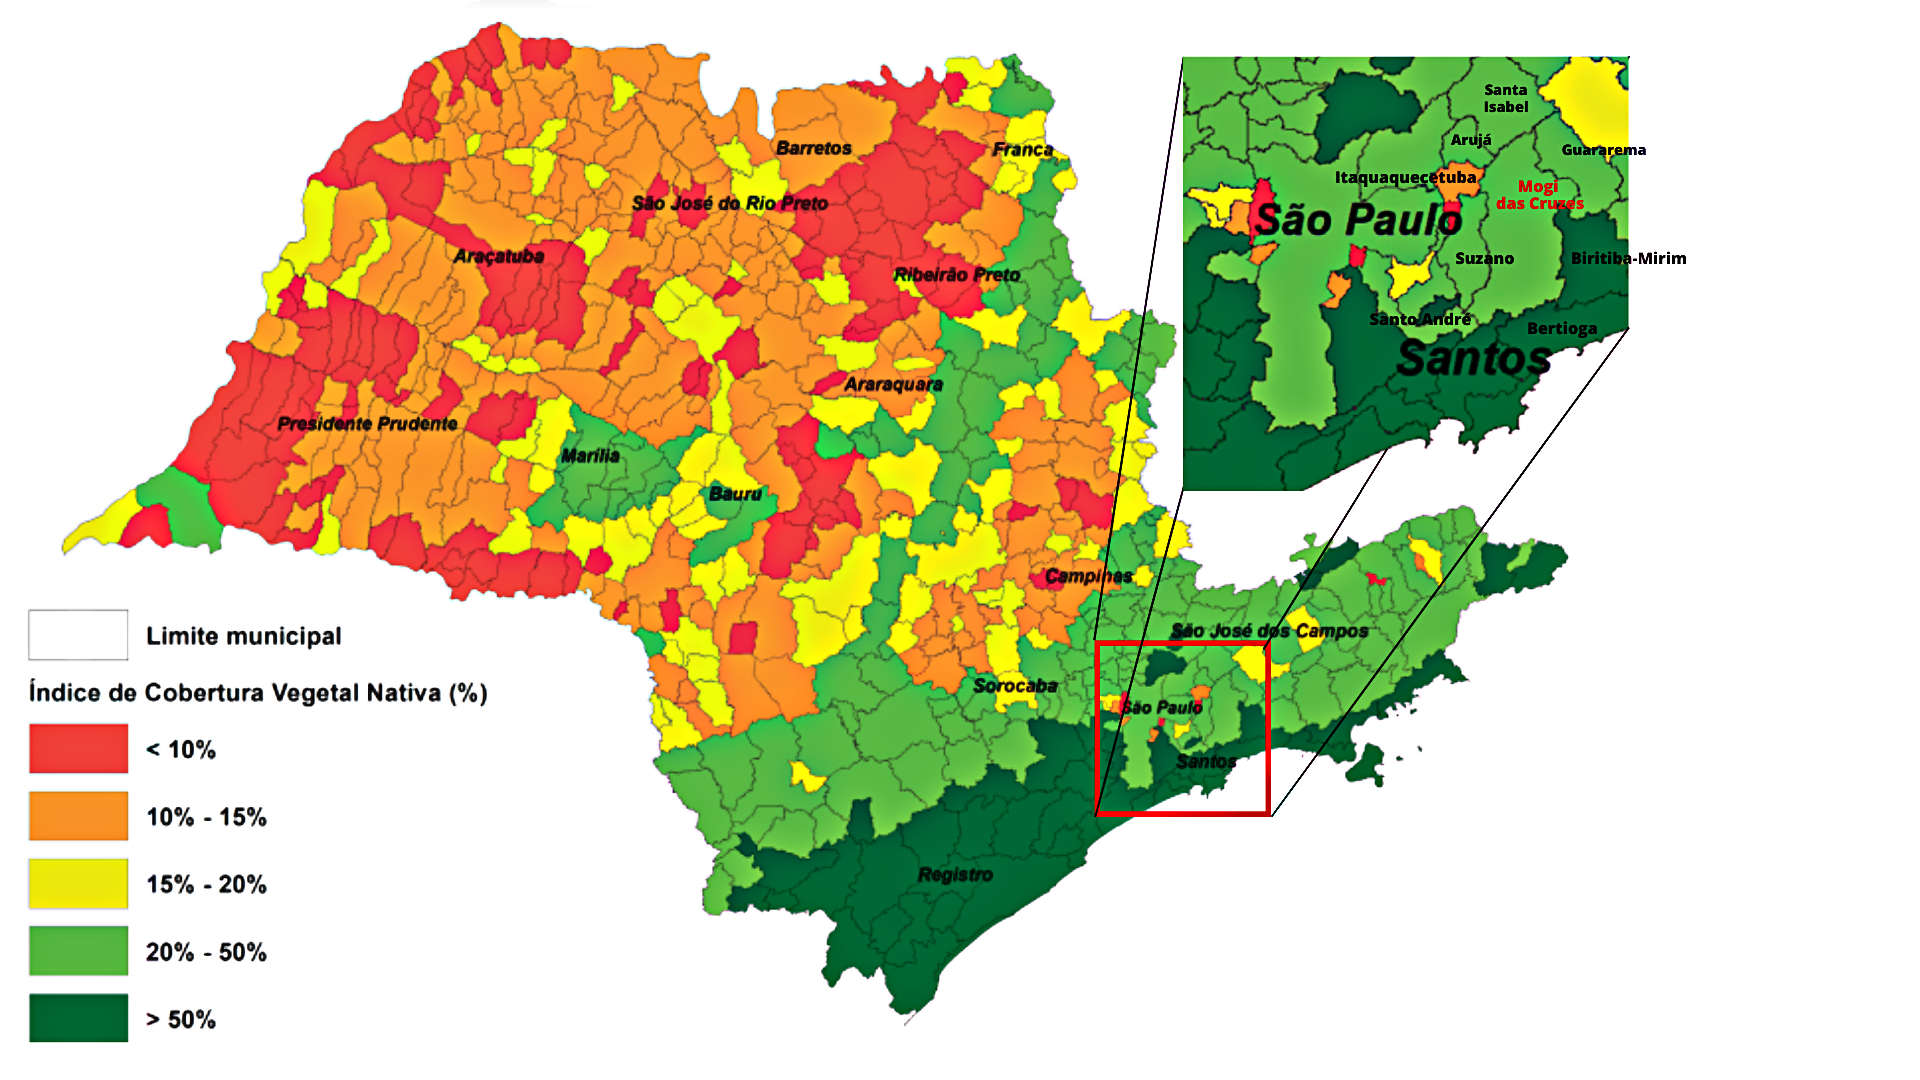 Barretos
Franca
São José do Rio Preto
Araçatuba
Ribeirão Preto
Araraquara
Presidente Prudente
Marília
Bauru
Campinas
São José dos Campos
Sorocaba
São Paulo
Santos
Registro
Santa
Isabel
Arujá
Guararema
Itaquaquecetuba
Mogi
das Cruzes
São Paulo
Suzano
Biritiba-Mirim
Santo André
Bertioga
Santos
Limite municipal
Índice de Cobertura Vegetal Nativa (%)
< 10%
10% - 15%
15% - 20%
20% - 50%
> 50%